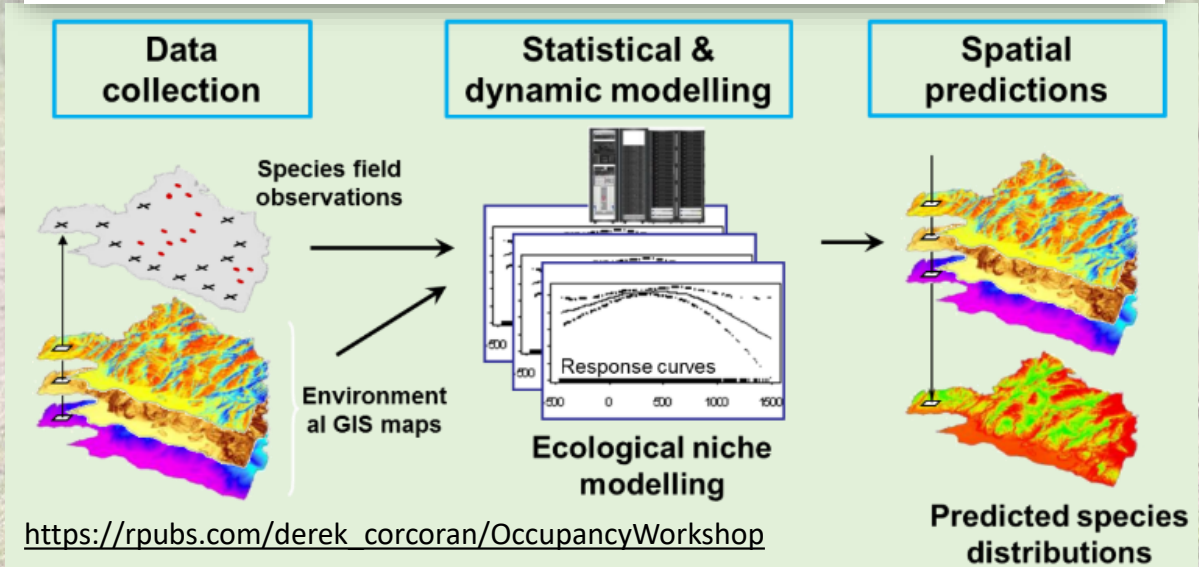 Data
collection
Statistical &
dynamic modelling
Spatial
predictions
Species field
observations
Environment
al GIS maps
Response curves
-500 0 500 1000 1500
-500
-500
Ecological niche
modelling
Predicted species
distributions
https://rpubs.com/derek_corcoran/OccupancyWorkshop